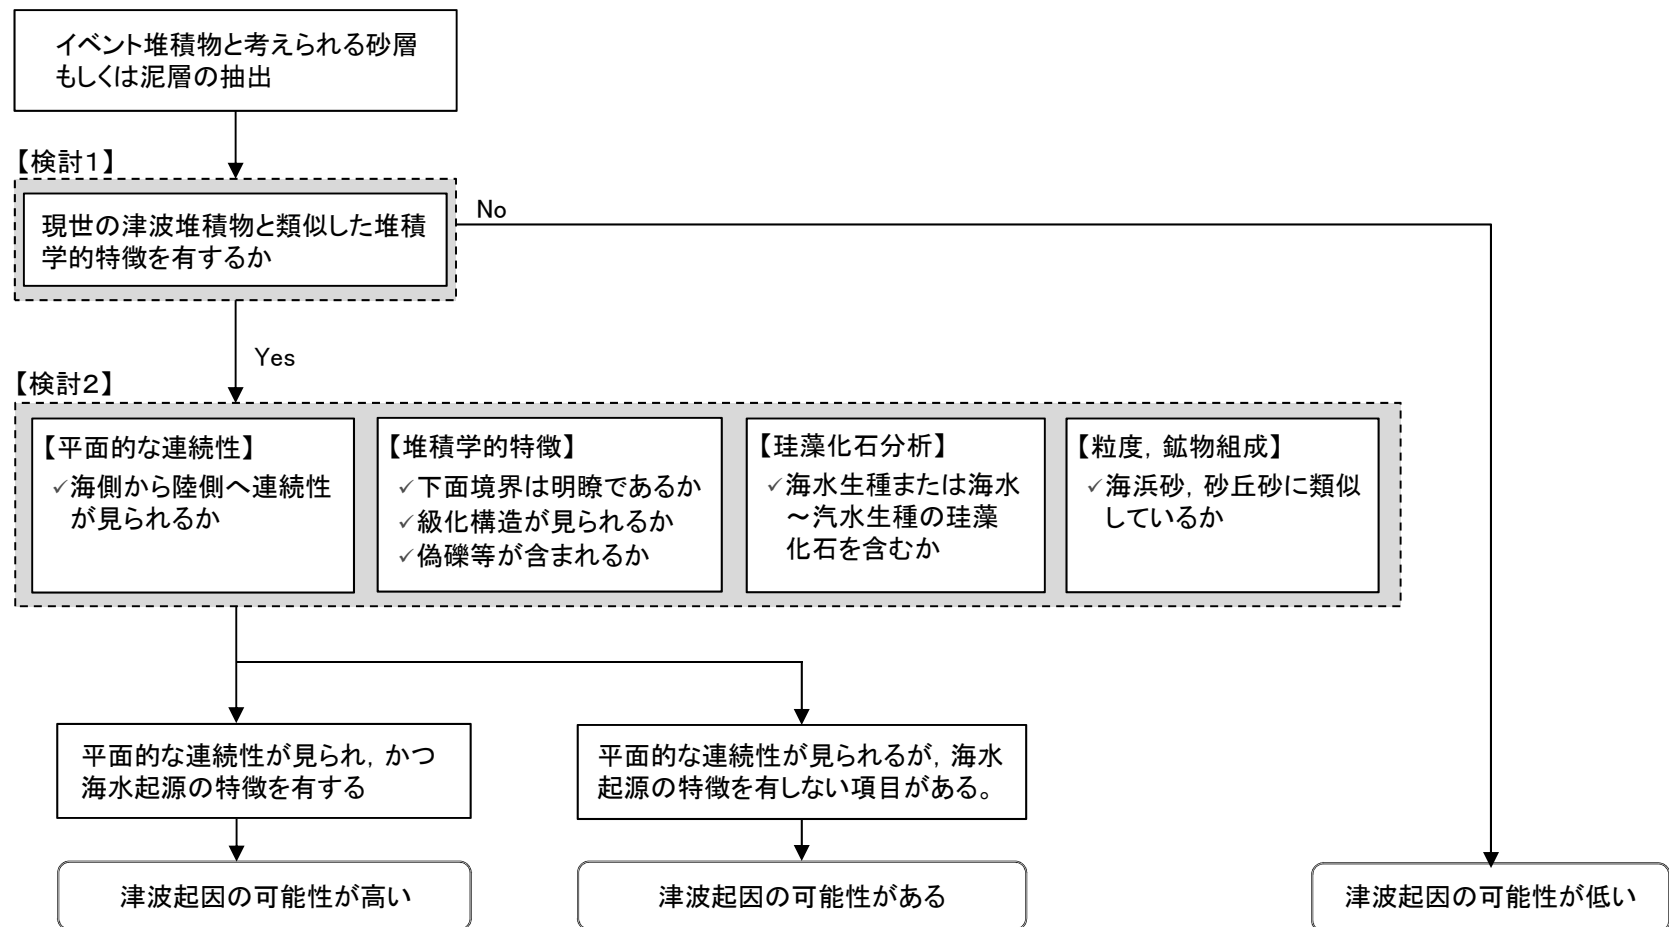 イベント堆積物と考えられる砂層
もしくは泥層の抽出
【検討1】
現世の津波堆積物と類似した堆積
学的特徴を有するか
No
Yes
【検討2】
【平面的な連続性】
✓海側から陸側へ連続性
が見られるか
【堆積学的特徴】
✓下面境界は明瞭であるか
✓級化構造が見られるか
✓偽礫等が含まれるか
【珪藻化石分析】
✓海水生種または海水
～汽水生種の珪藻
化石を含むか
【粒度，鉱物組成】
✓海浜砂，砂丘砂に類似
しているか
平面的な連続性が見られ，かつ
海水起源の特徴を有する
平面的な連続性が見られるが，海水
起源の特徴を有しない項目がある。
津波起因の可能性が高い
津波起因の可能性がある
津波起因の可能性が低い